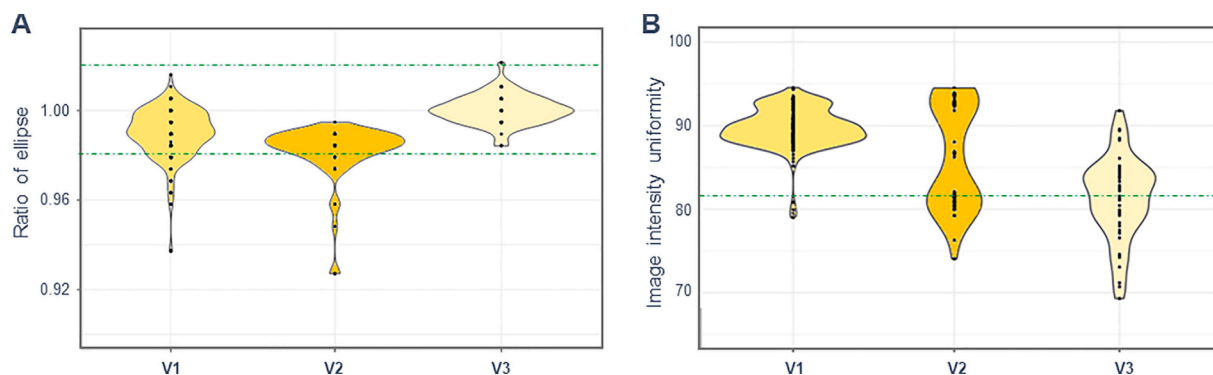 A
Ratio of ellipse
1.00
0.96
0.92
V1 V2 V3
B
Image intensity uniformity
100
90
80
70
V1 V2 V3